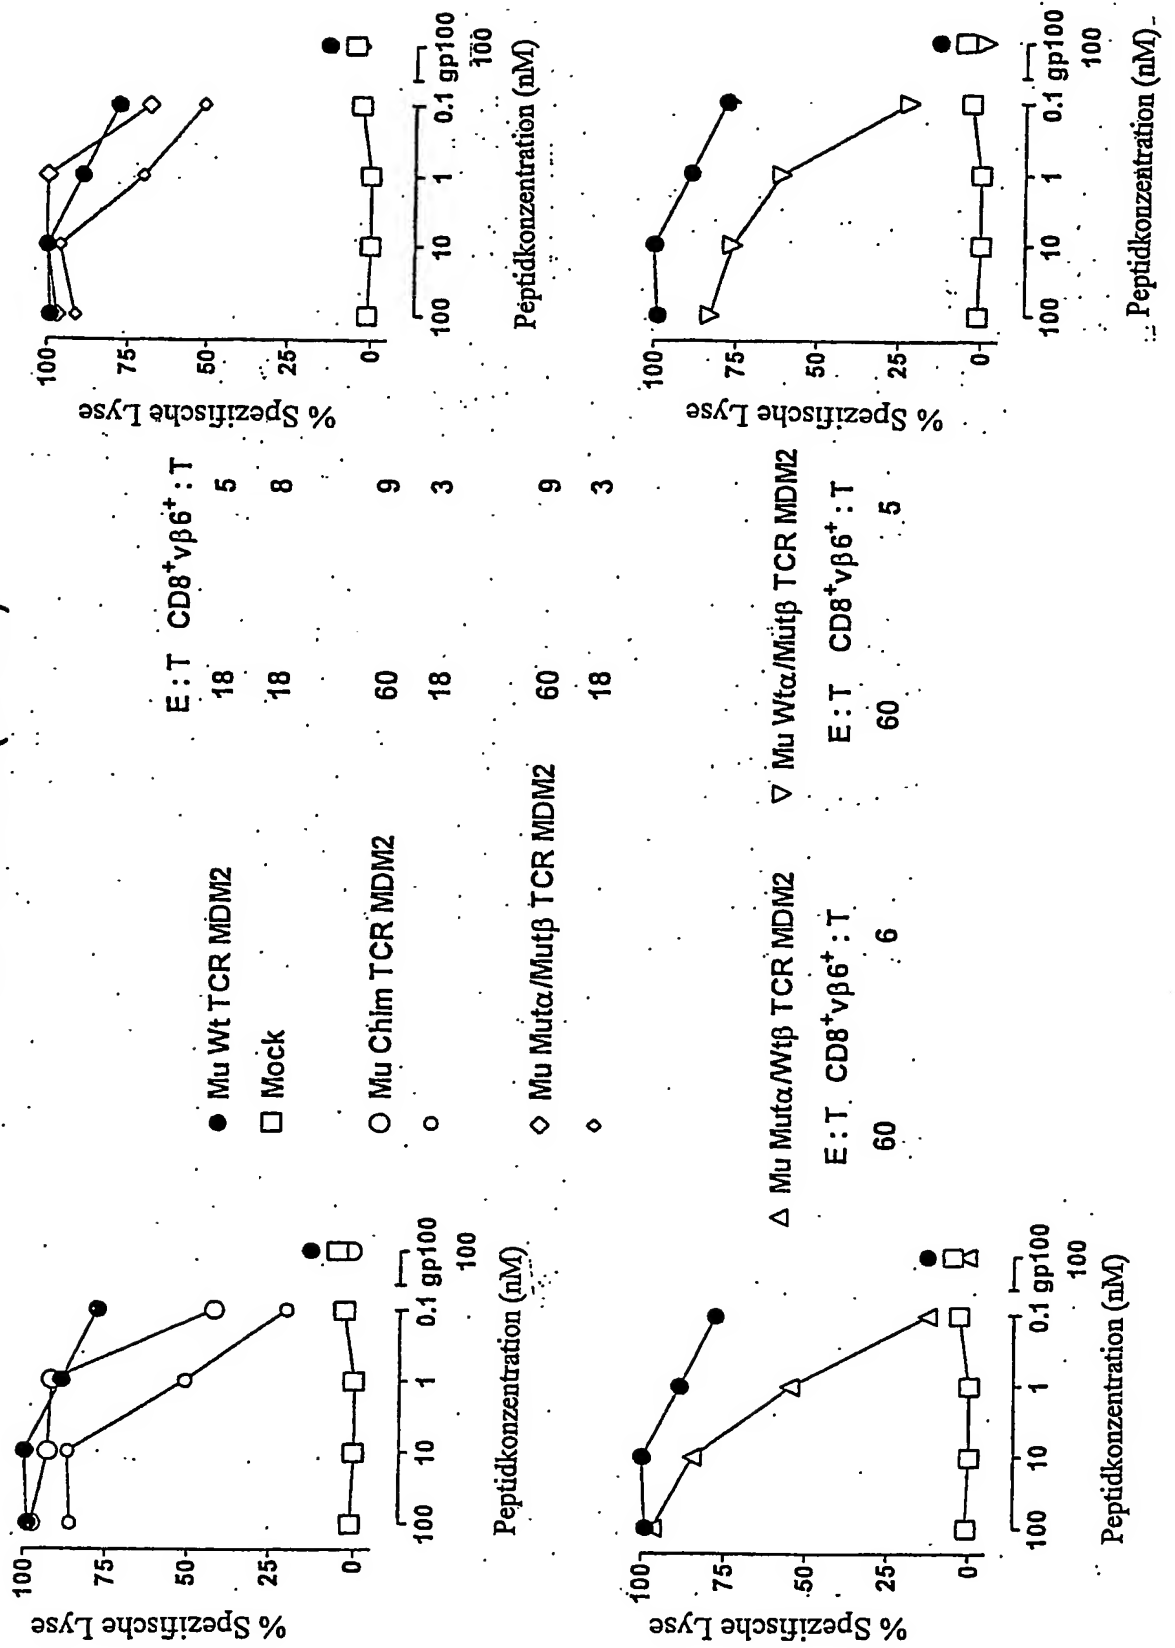 % Spezifische Lyse
100
75
50
25
0
100
10
1
0.1
gp100
100
Peptidkonzentration (nM)
E:T CD8⁺vβ6⁺:T
● Mu Wt TCR MDM2 18 5
□ Mock 18 8
○ Mu Chim TCR MDM2 60 9
○ 18 3
◇ Mu Mutα/Mutβ TCR MDM2 60 9
◇ 18 3
% Spezifische Lyse
100
75
50
25
0
100
10
1
0.1
gp100
100
Peptidkonzentration (nM)
% Spezifische Lyse
100
75
50
25
0
100
10
1
0.1
gp100
100
Peptidkonzentration (nM)
△ Mu Mutα/Wtβ TCR MDM2
E:T CD8⁺vβ6⁺:T
60 6
▽ Mu Wtα/Mutβ TCR MDM2
E:T CD8⁺vβ6⁺:T
60 5
% Spezifische Lyse
100
75
50
25
0
100
10
1
0.1
gp100
100
Peptidkonzentration (nM)